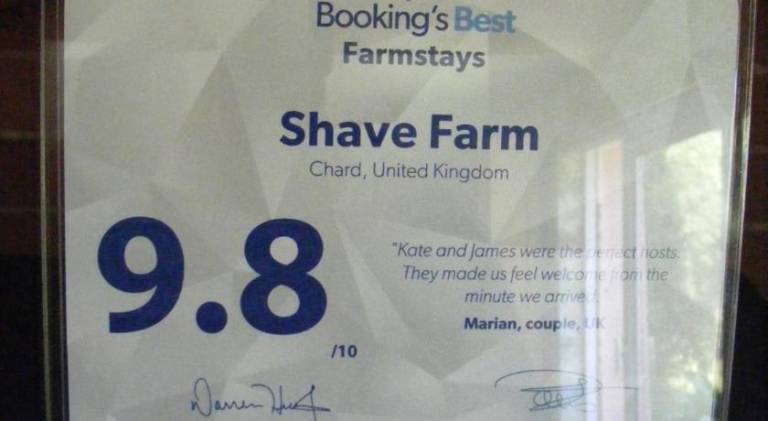 Booking's Best
Farmstays
Shave Farm
Chard, United Kingdom
9.8
/10
"Kate and James were the perfect hosts.
They made us feel welcome from the
minute we arrived."
Marian, couple, UK